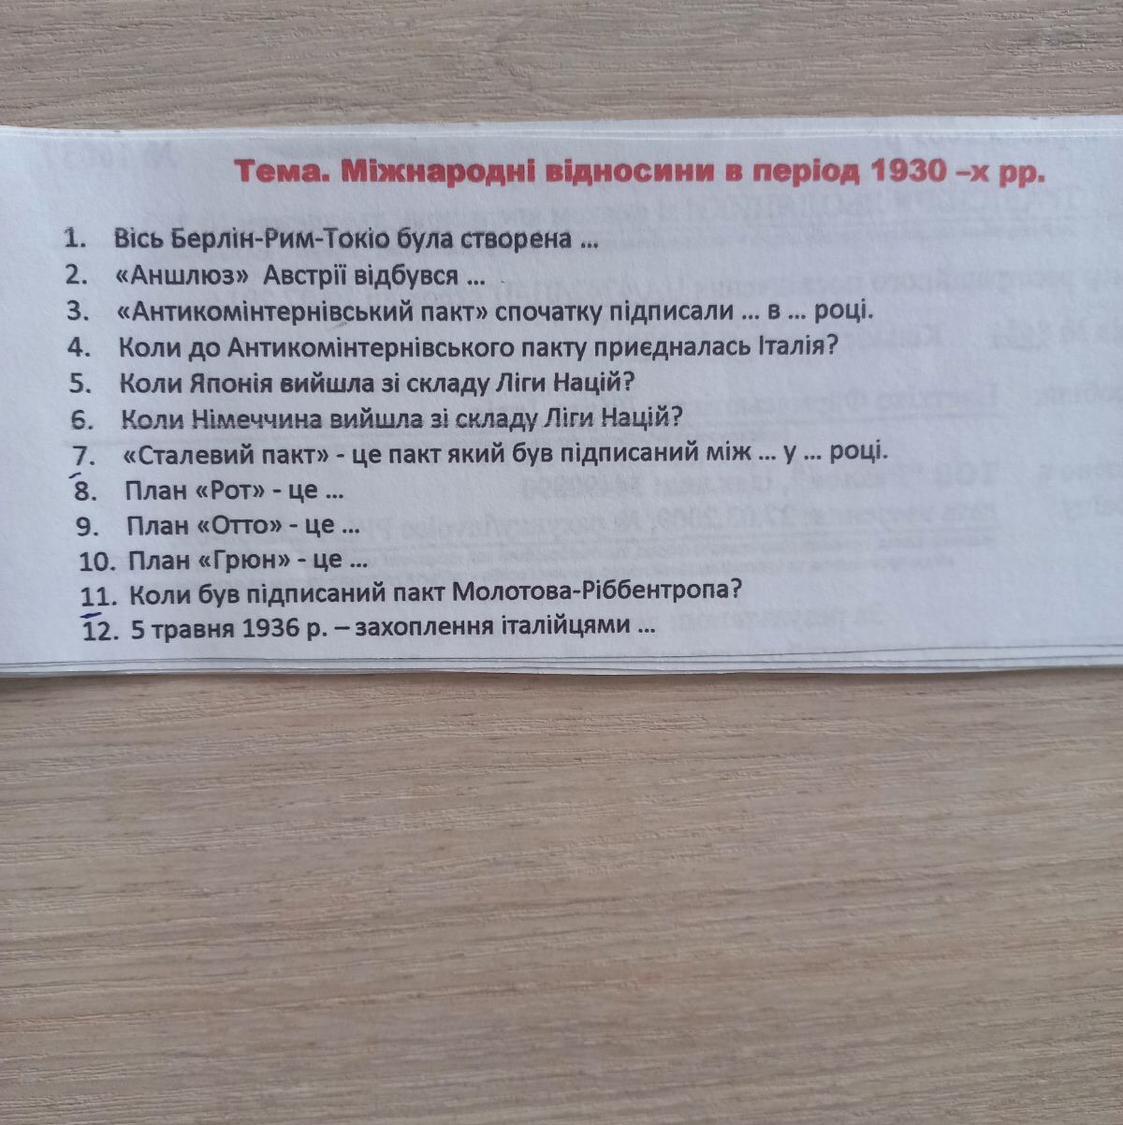 Тема. Міжнародні відносини в період 1930 –х рр.
1. Вісь Берлін-Рим-Токіо була створена ...
2. «Аншлюз» Австрії відбувся ...
3. «Антикомінтернівський пакт» спочатку підписали ... в ... році.
4. Коли до Антикомінтернівського пакту приєдналась Італія?
5. Коли Японія вийшла зі складу Ліги Націй?
6. Коли Німеччина вийшла зі складу Ліги Націй?
7. «Сталевий пакт» - це пакт який був підписаний між ... у ... році.
8. План «Рот» - це ...
9. План «Отто» - це ...
10. План «Грюн» - це ...
11. Коли був підписаний пакт Молотова-Ріббентропа?
12. 5 травня 1936 р. – захоплення італійцями ...